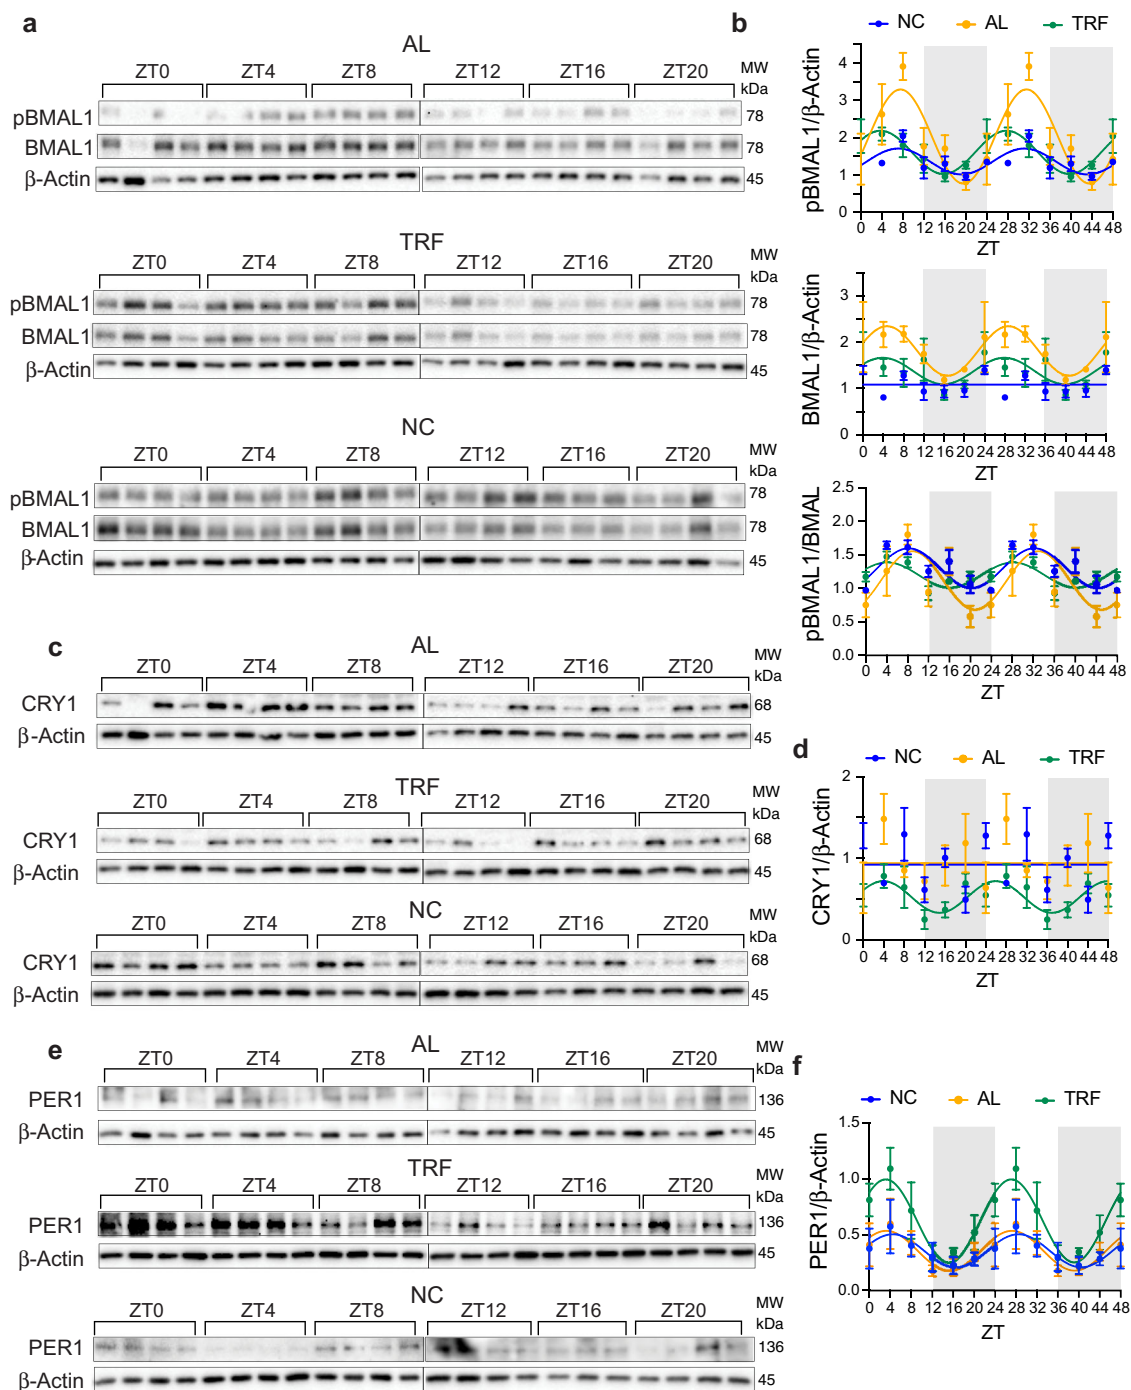 a
AL
ZT0 ZT4 ZT8 ZT12 ZT16 ZT20 MW
kDa
pBMAL1 78
BMAL1 78
β-Actin 45
TRF
ZT0 ZT4 ZT8 ZT12 ZT16 ZT20 MW
kDa
pBMAL1 78
BMAL1 78
β-Actin 45
NC
ZT0 ZT4 ZT8 ZT12 ZT16 ZT20 MW
kDa
pBMAL1 78
BMAL1 78
β-Actin 45
b
NC AL TRF
pBMAL1/β-Actin
4
3
2
1
0
0 4 8 12 16 20 24 28 32 36 40 44 48
ZT
BMAL1/β-Actin
3
2
1
0
0 4 8 12 16 20 24 28 32 36 40 44 48
ZT
pBMAL1/BMAL
2.5
2.0
1.5
1.0
0.5
0.0
0 4 8 12 16 20 24 28 32 36 40 44 48
ZT
c
AL
ZT0 ZT4 ZT8 ZT12 ZT16 ZT20 MW
kDa
CRY1 68
β-Actin 45
TRF
ZT0 ZT4 ZT8 ZT12 ZT16 ZT20 MW
kDa
CRY1 68
β-Actin 45
NC
ZT0 ZT4 ZT8 ZT12 ZT16 ZT20 MW
kDa
CRY1 68
β-Actin 45
d
NC AL TRF
CRY1/β-Actin
2
1
0
0 4 8 12 16 20 24 28 32 36 40 44 48
ZT
e
AL
ZT0 ZT4 ZT8 ZT12 ZT16 ZT20 MW
kDa
PER1 136
β-Actin 45
TRF
ZT0 ZT4 ZT8 ZT12 ZT16 ZT20 MW
kDa
PER1 136
β-Actin 45
NC
ZT0 ZT4 ZT8 ZT12 ZT16 ZT20 MW
kDa
PER1 136
β-Actin 45
f
NC AL TRF
PER1/β-Actin
1.5
1.0
0.5
0.0
0 4 8 12 16 20 24 28 32 36 40 44 48
ZT